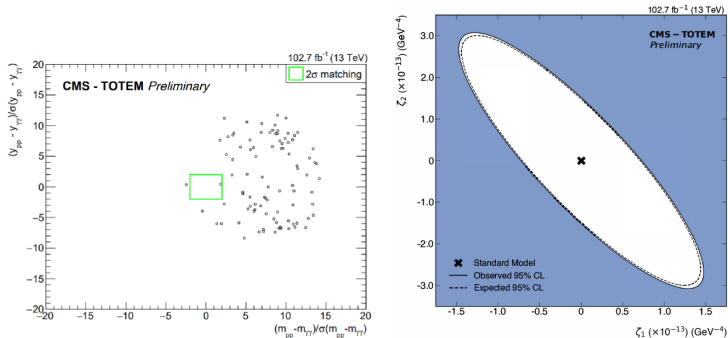 102.7 fb⁻¹ (13 TeV)
CMS - TOTEM Preliminary
2σ matching
(y_pp - y_γγ)/σ(y_pp - y_γγ)
20
15
10
5
0
−5
−10
−15
−20
−20 −15 −10 −5 0 5 10 15 20
(m_pp-m_γγ)/σ(m_pp-m_γγ)
102.7 fb⁻¹ (13 TeV)
CMS − TOTEM
Preliminary
ζ₂ (×10⁻¹³) (GeV⁻⁴)
3.0
2.0
1.0
0
-1.0
-2.0
-3.0
Standard Model
Observed 95% CL
Expected 95% CL
-1.5 -1.0 -0.5 0 0.5 1.0 1.5
ζ₁ (×10⁻¹³) (GeV⁻⁴)